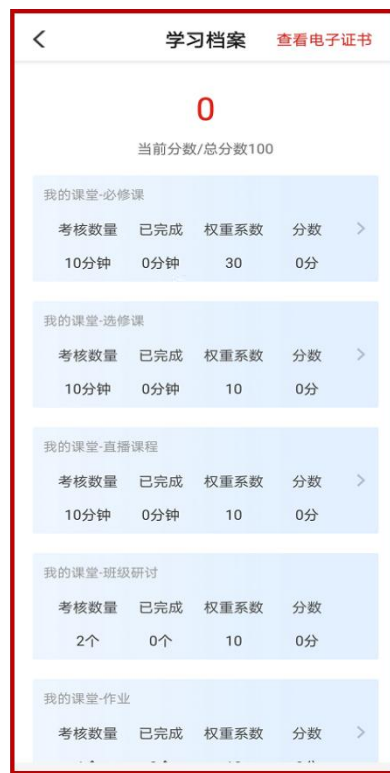 学习档案 查看电子证书
0
当前分数/总分数100
我的课堂-必修课
考核数量 已完成 权重系数 分数
10分钟 0分钟 30 0分
我的课堂-选修课
考核数量 已完成 权重系数 分数
10分钟 0分钟 10 0分
我的课堂-直播课程
考核数量 已完成 权重系数 分数
10分钟 0分钟 10 0分
我的课堂-班级研讨
考核数量 已完成 权重系数 分数
2个 0个 10 0分
我的课堂-作业
考核数量 已完成 权重系数 分数